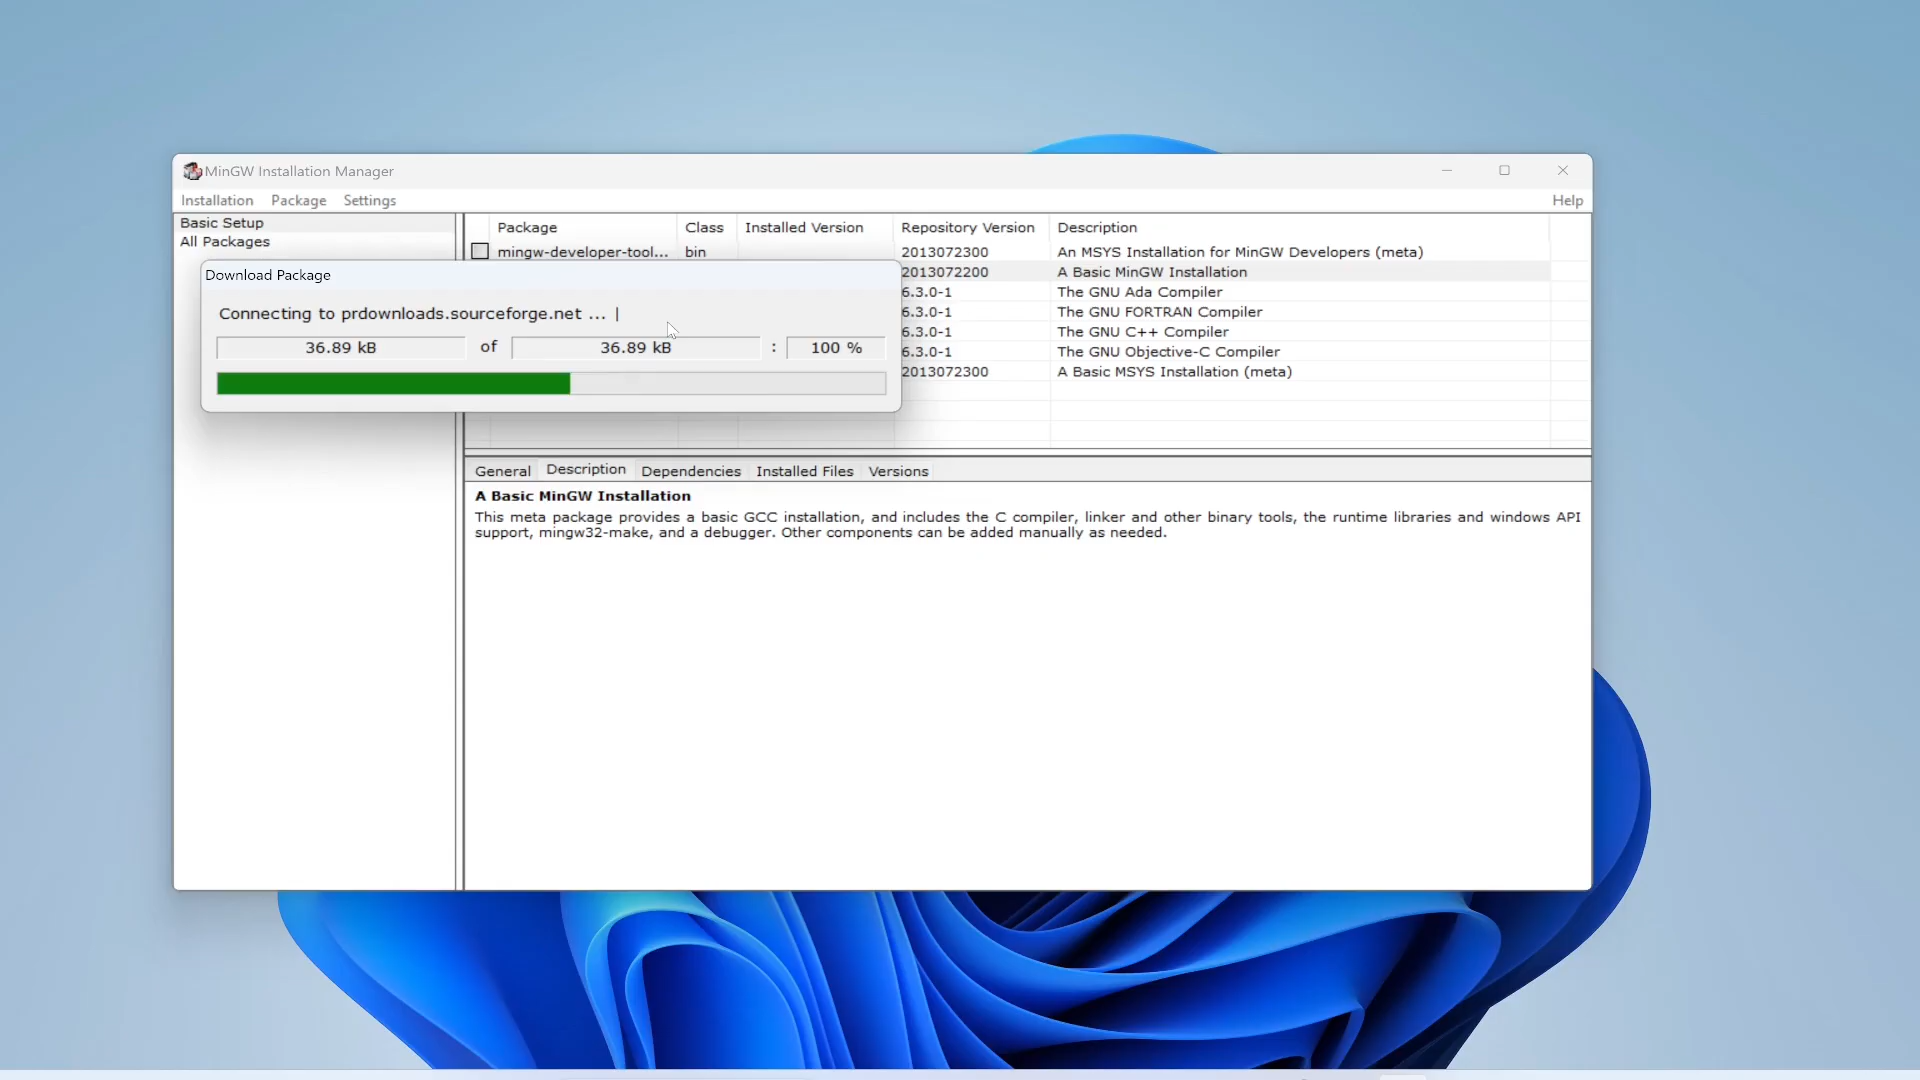 MinGW Installation Manager
Installation Package Settings Help
Basic Setup
All Packages
Package Class Installed Version Repository Version Description
mingw-developer-tool... bin 2013072300 An MSYS Installation for MinGW Developers (meta)
2013072200 A Basic MinGW Installation
6.3.0-1 The GNU Ada Compiler
6.3.0-1 The GNU FORTRAN Compiler
6.3.0-1 The GNU C++ Compiler
6.3.0-1 The GNU Objective-C Compiler
2013072300 A Basic MSYS Installation (meta)
Download Package
Connecting to prdownloads.sourceforge.net ... |
36.89 kB of 36.89 kB : 100 %
General Description Dependencies Installed Files Versions
A Basic MinGW Installation
This meta package provides a basic GCC installation, and includes the C compiler, linker and other binary tools, the runtime libraries and windows API
support, mingw32-make, and a debugger. Other components can be added manually as needed.